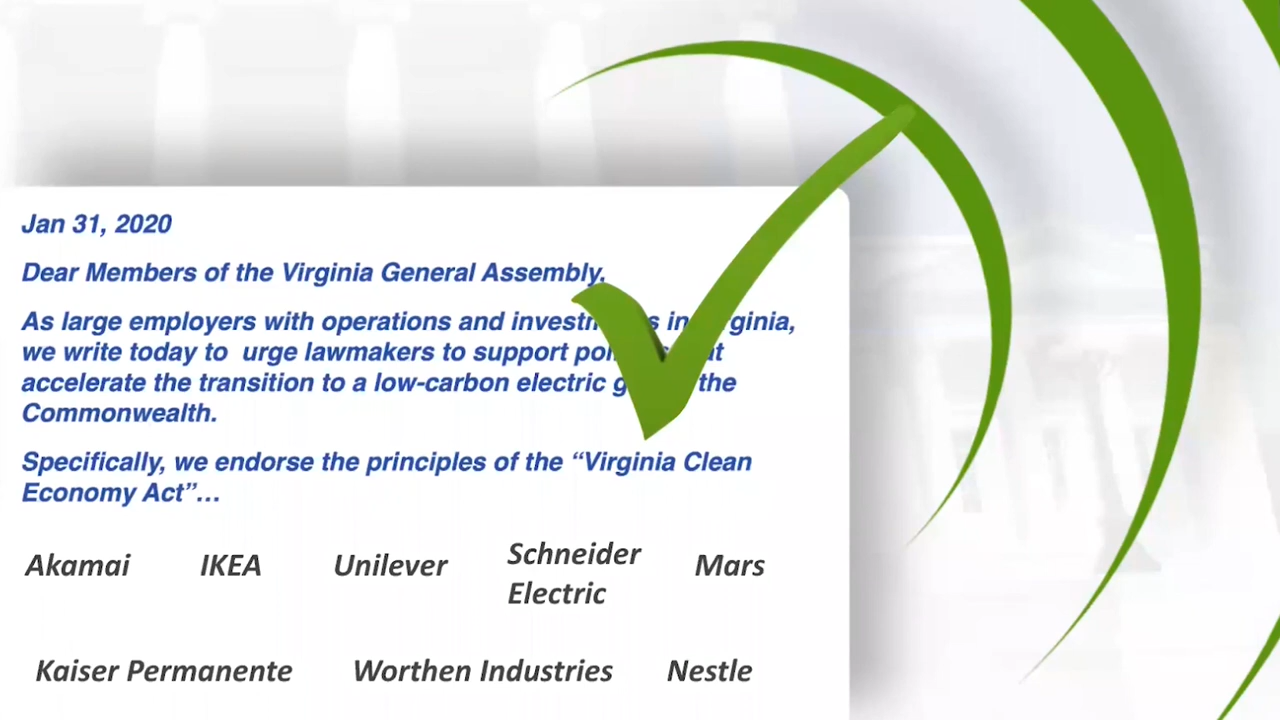 Jan 31, 2020
Dear Members of the Virginia General Assembly,
As large employers with operations and in
we write today to urge lawmakers to support
accelerate the transition to a low-carbon electric the
Commonwealth.
Specifically, we endorse the principles of the “Virginia Clean
Economy Act”…
Akamai IKEA Unilever Schneider Electric Mars
Kaiser Permanente Worthen Industries Nestle